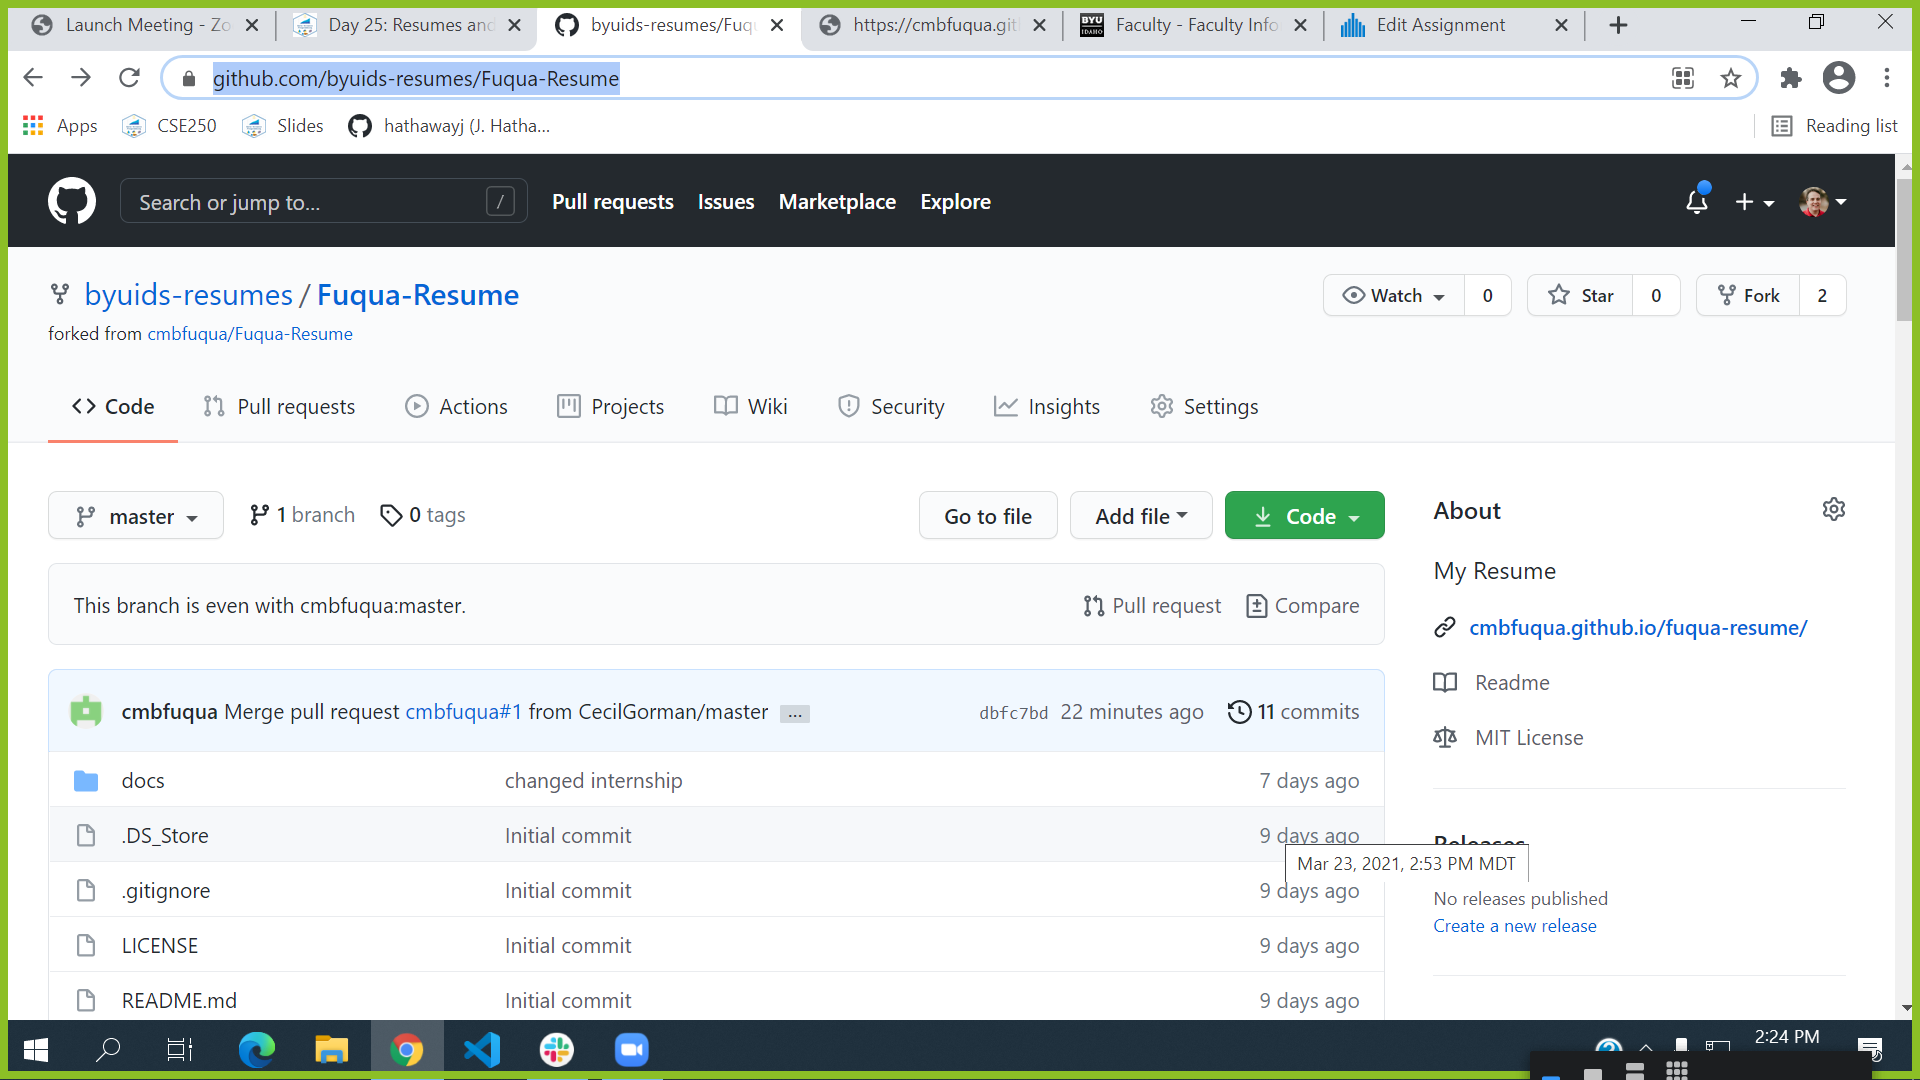 Launch Meeting - Zo
Day 25: Resumes and
byuids-resumes/Fuqu
https://cmbfuqua.git
BYU
IDAHO
Faculty - Faculty Info
Edit Assignment
github.com/byuids-resumes/Fuqua-Resume
Apps
CSE250
Slides
hathawayj (J. Hatha...
Reading list
Search or jump to...
/
Pull requests
Issues
Marketplace
Explore
byuids-resumes / Fuqua-Resume
Watch
0
Star
0
Fork
2
forked from cmbfuqua/Fuqua-Resume
Code
Pull requests
Actions
Projects
Wiki
Security
Insights
Settings
master
1 branch
0 tags
Go to file
Add file
Code
This branch is even with cmbfuqua:master.
Pull request
Compare
cmbfuqua Merge pull request cmbfuqua#1 from CecilGorman/master ...
dbfc7bd 22 minutes ago
11 commits
docs
changed internship
7 days ago
.DS_Store
Initial commit
9 days ago
.gitignore
Initial commit
9 days ago
LICENSE
Initial commit
9 days ago
README.md
Initial commit
9 days ago
About
My Resume
cmbfuqua.github.io/fuqua-resume/
Readme
MIT License
Releases
Mar 23, 2021, 2:53 PM MDT
No releases published
Create a new release
2:24 PM